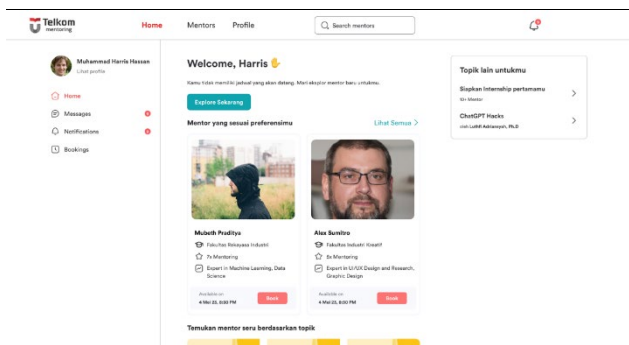 Telkom
mentoring
Home
Mentors
Profile
Search mentors
Muhammad Harris Hassan
Lihat profile
Home
Messages
Notifications
Bookings
Welcome, Harris
Kamu tidak memiliki jadwal yang akan datang. Mari eksplor mentor baru untukmu.
Explore Sekarang
Mentor yang sesuai preferensimu
Lihat Semua
Mubeth Praditya
Fakultas Rekayasa Industri
7x Mentoring
Expert in Machine Learning, Data
Science
Available on
4 Mei 23, 8:00 PM
Book
Alex Sumitro
Fakultas Industri Kreatif
8x Mentoring
Expert in UI/UX Design and Research,
Graphic Design
Available on
4 Mei 23, 8:00 PM
Book
Temukan mentor seru berdasarkan topik
Topik lain untukmu
Siapkan Internship pertamamu
10+ Mentor
ChatGPT Hacks
oleh Luthfi Adriansyah, Ph.D